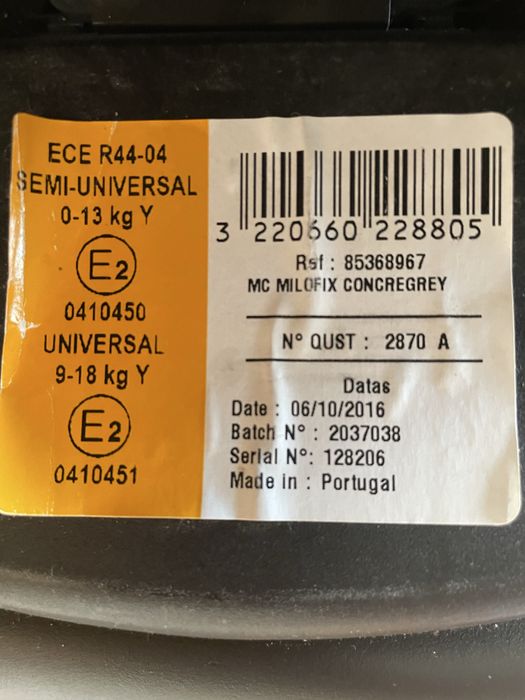 ECE R44-04
SEMI-UNIVERSAL
0-13 kg Y
E2
0410450
UNIVERSAL
9-18 kg Y
E2
0410451
3 220660 228805
Ref : 85368967
MC MILOFIX CONCREGREY
N° QUST : 2870 A
Datas
Date : 06/10/2016
Batch N° : 2037038
Serial N°: 128206
Made in : Portugal